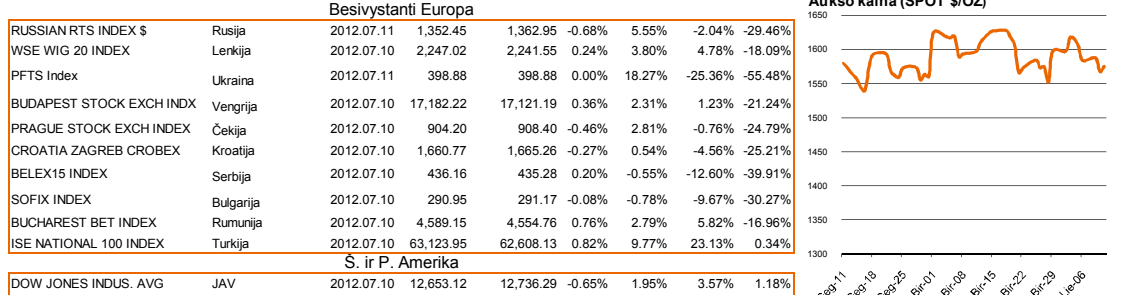 Besivystanti Europa
RUSSIAN RTS INDEX $ Rusija 2012.07.11 1,352.45 1,362.95 -0.68% 5.55% -2.04% -29.46%
WSE WIG 20 INDEX Lenkija 2012.07.10 2,247.02 2,241.55 0.24% 3.80% 4.78% -18.09%
PFTS Index Ukraina 2012.07.11 398.88 398.88 0.00% 18.27% -25.36% -55.48%
BUDAPEST STOCK EXCH INDX Vengrija 2012.07.10 17,182.22 17,121.19 0.36% 2.31% 1.23% -21.24%
PRAGUE STOCK EXCH INDEX Čekija 2012.07.10 904.20 908.40 -0.46% 2.81% -0.76% -24.79%
CROATIA ZAGREB CROBEX Kroatija 2012.07.10 1,660.77 1,665.26 -0.27% 0.54% -4.56% -25.21%
BELEX15 INDEX Serbija 2012.07.10 436.16 435.28 0.20% -0.55% -12.60% -39.91%
SOFIX INDEX Bulgarija 2012.07.10 290.95 291.17 -0.08% -0.78% -9.67% -30.27%
BUCHAREST BET INDEX Rumunija 2012.07.10 4,589.15 4,554.76 0.76% 2.79% 5.82% -16.96%
ISE NATIONAL 100 INDEX Turkija 2012.07.10 63,123.95 62,608.13 0.82% 9.77% 23.13% 0.34%
Š. ir P. Amerika
DOW JONES INDUS. AVG JAV 2012.07.10 12,653.12 12,736.29 -0.65% 1.95% 3.57% 1.18%
Aukso kaina (SPOT $/OZ)
1650
1600
1550
1500
1450
1400
1350
1300
Geg-11 Geg-18 Geg-25 Bir-01 Bir-08 Bir-15 Bir-22 Bir-29 Lie-06